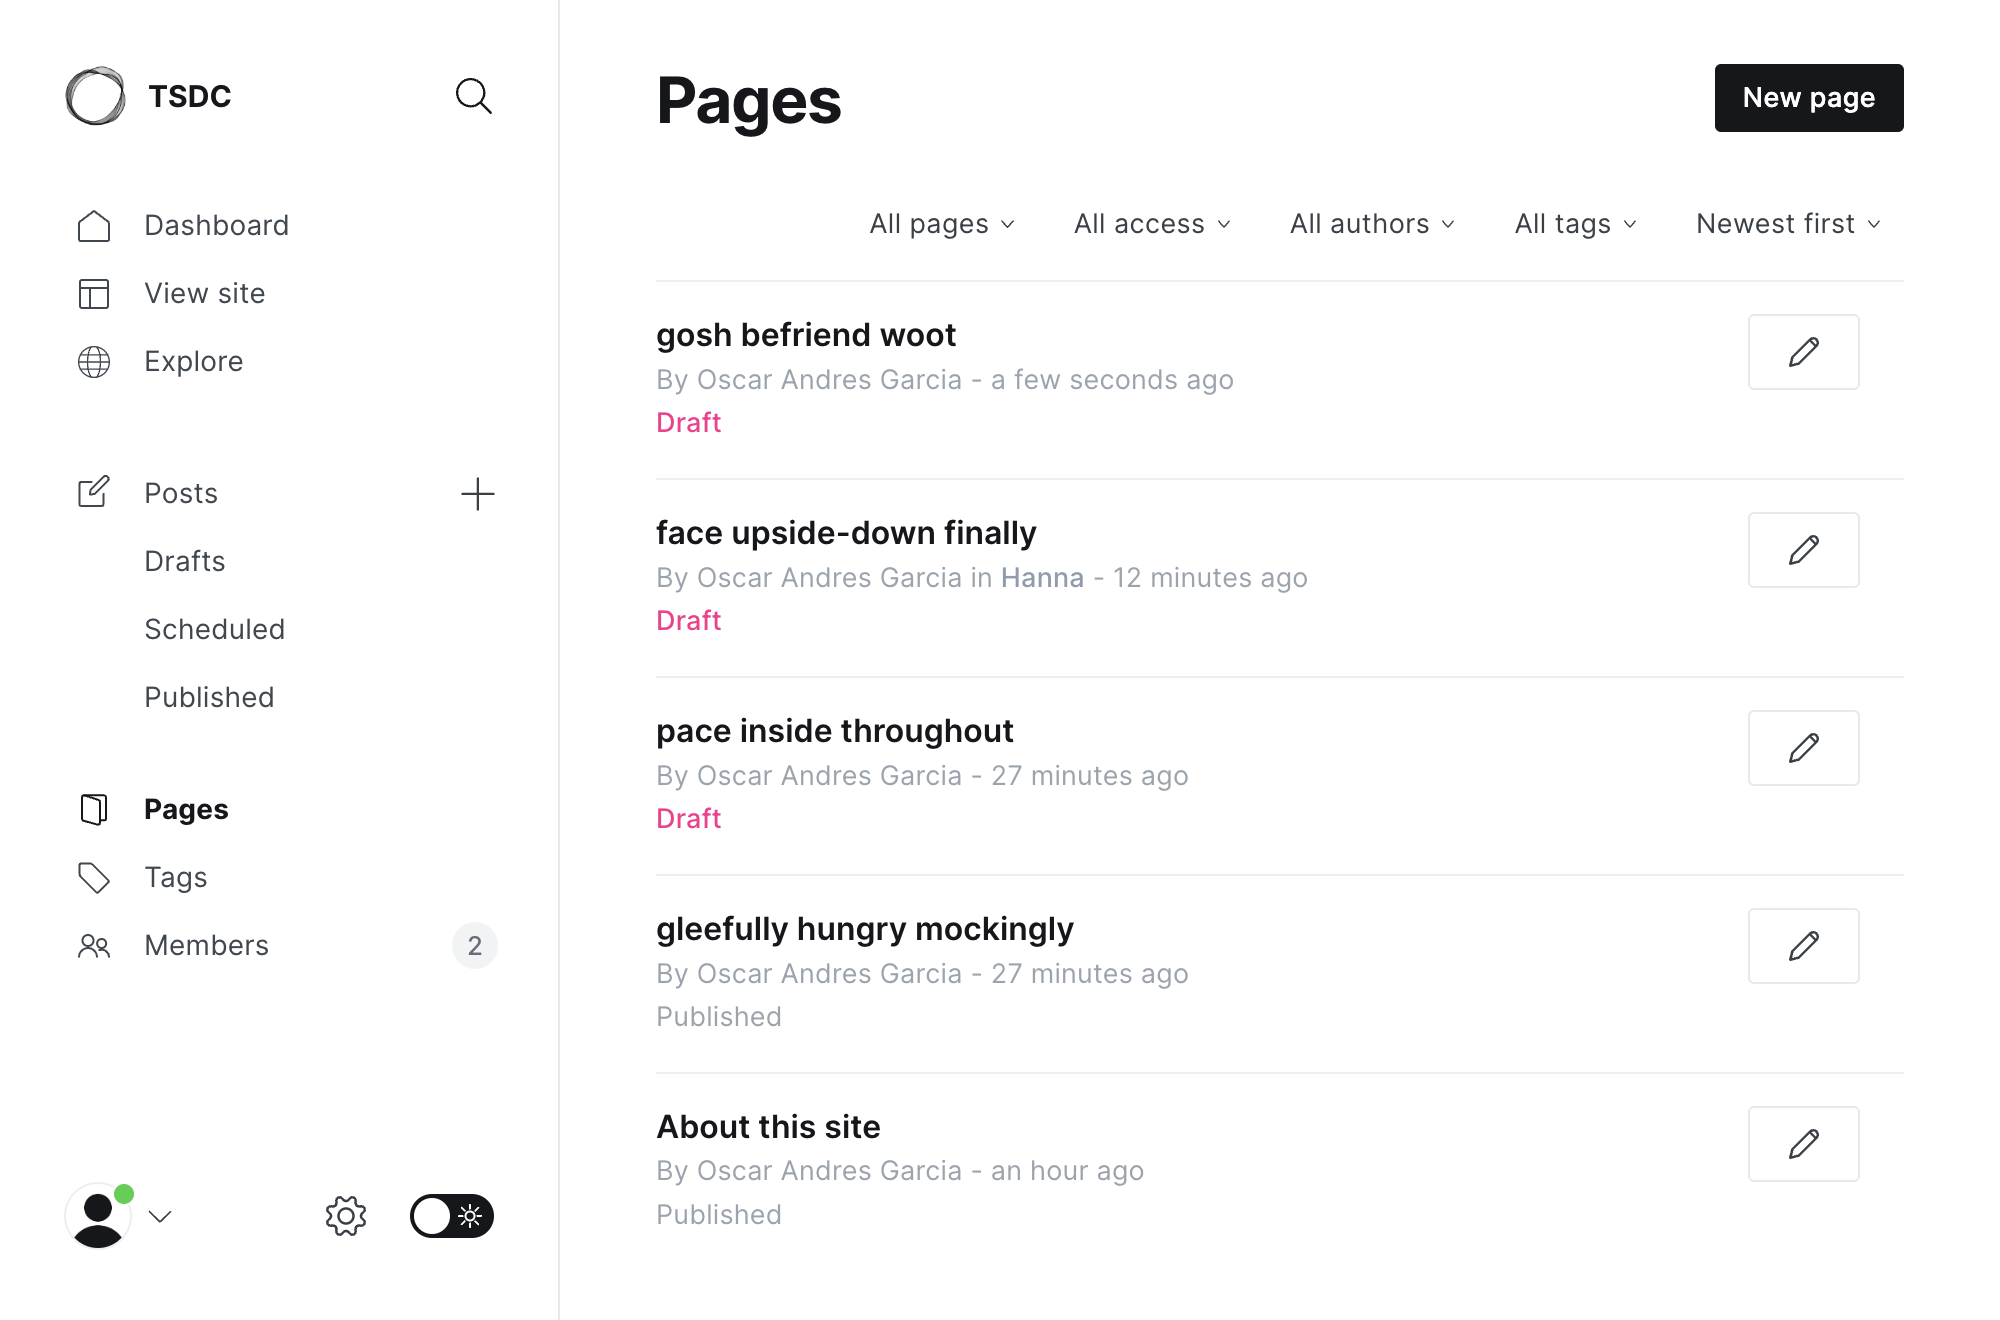 TSDC
Dashboard
View site
Explore
Posts
Drafts
Scheduled
Published
Pages
Tags
Members 2
Pages
New page
All pages All access All authors All tags Newest first
gosh befriend woot
By Oscar Andres Garcia - a few seconds ago
Draft
face upside-down finally
By Oscar Andres Garcia in Hanna - 12 minutes ago
Draft
pace inside throughout
By Oscar Andres Garcia - 27 minutes ago
Draft
gleefully hungry mockingly
By Oscar Andres Garcia - 27 minutes ago
Published
About this site
By Oscar Andres Garcia - an hour ago
Published